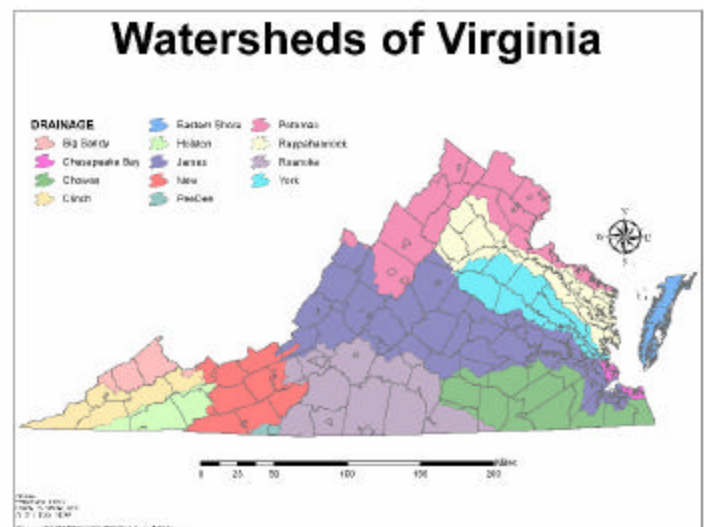 Watersheds of Virginia
DRAINAGE
Big Sandy
Chesapeake Bay
Chowan
Clinch
Eastern Shore
Holston
James
New
PeeDee
Potomac
Rappahannock
Roanoke
York
N
W
E
S
0 25 50 100 150 200
Miles